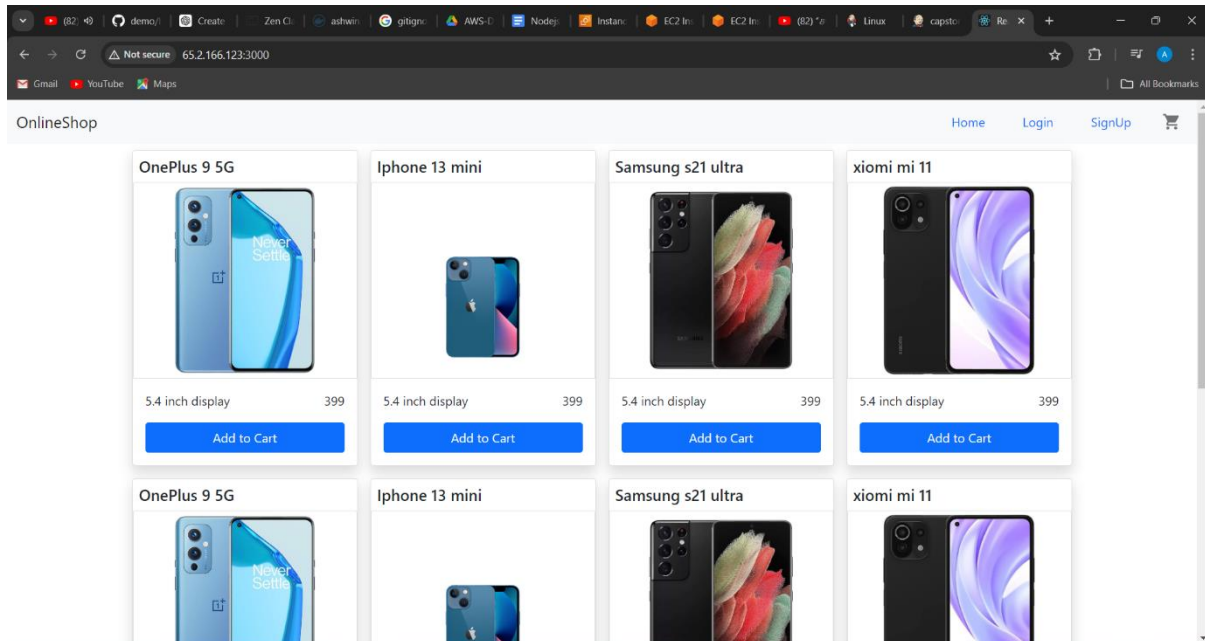 (82)
demo/l
Create
Zen Cl
ashwin
gitigno
AWS-D
Nodejs
Instanc
EC2 Ins
EC2 Ins
(82)
Linux
capsto
Re
Not secure 65.2.166.123:3000
A
Gmail YouTube Maps
All Bookmarks
OnlineShop
Home Login SignUp
OnePlus 9 5G Iphone 13 mini Samsung s21 ultra xiomi mi 11
Never
Settle
5.4 inch display 399 5.4 inch display 399 5.4 inch display 399 5.4 inch display 399
Add to Cart Add to Cart Add to Cart Add to Cart
OnePlus 9 5G Iphone 13 mini Samsung s21 ultra xiomi mi 11
Never
Settle